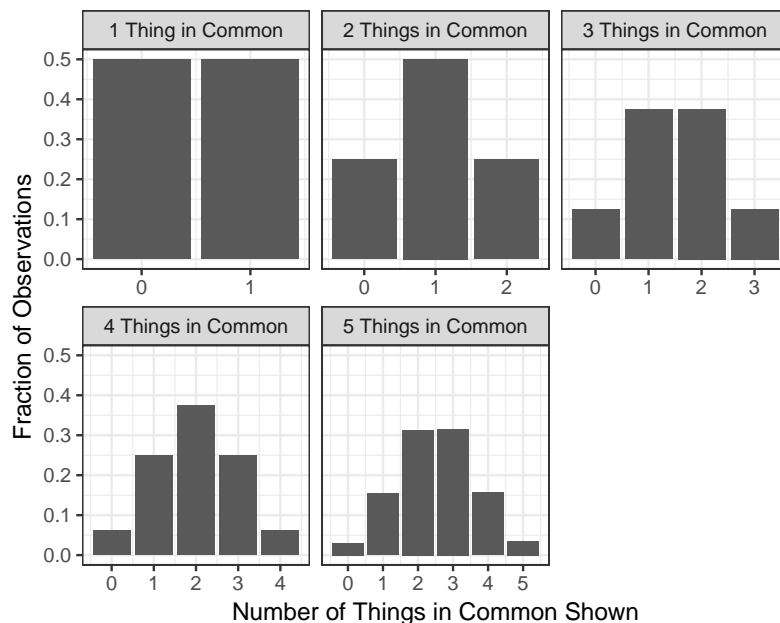 1 Thing in Common
2 Things in Common
3 Things in Common
0.5
0.4
0.3
0.2
0.1
0.0
0 1
0 1 2
0 1 2 3
4 Things in Common
5 Things in Common
0.5
0.4
0.3
0.2
0.1
0.0
0 1 2 3 4
0 1 2 3 4 5
Fraction of Observations
Number of Things in Common Shown